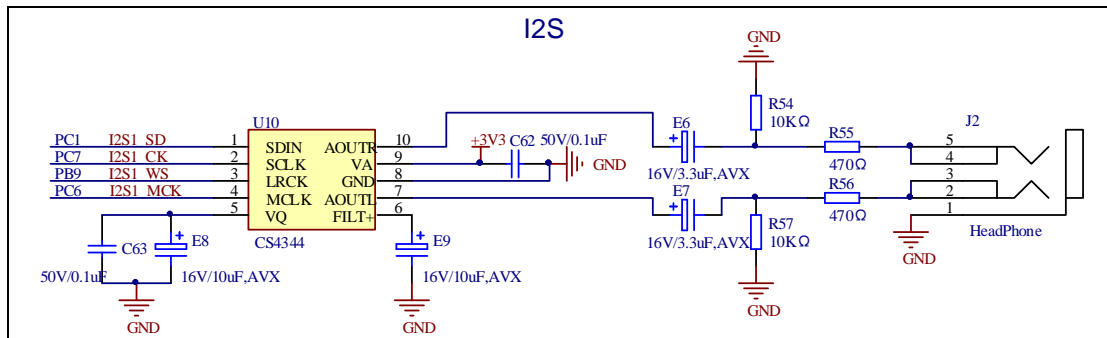 I2S
GND
U10
E6
R54
10KΩ
J2
+3V3
C62
50V/0.1uF
R55
PC1 I2S1_SD 1 SDIN AOUTR 10
PC7 I2S1_CK 2 SCLK VA 9
PB9 I2S1_WS 3 LRCK GND 8
PC6 I2S1_MCK 4 MCLK AOUTL 7
5 VQ FILT+ 6
GND
16V/3.3uF,AVX
470Ω
5
4
3
2
1
E7
R56
470Ω
C63
E8
CS4344
E9
16V/3.3uF,AVX
R57
10KΩ
HeadPhone
50V/0.1uF
16V/10uF,AVX
16V/10uF,AVX
GND
GND
GND
GND